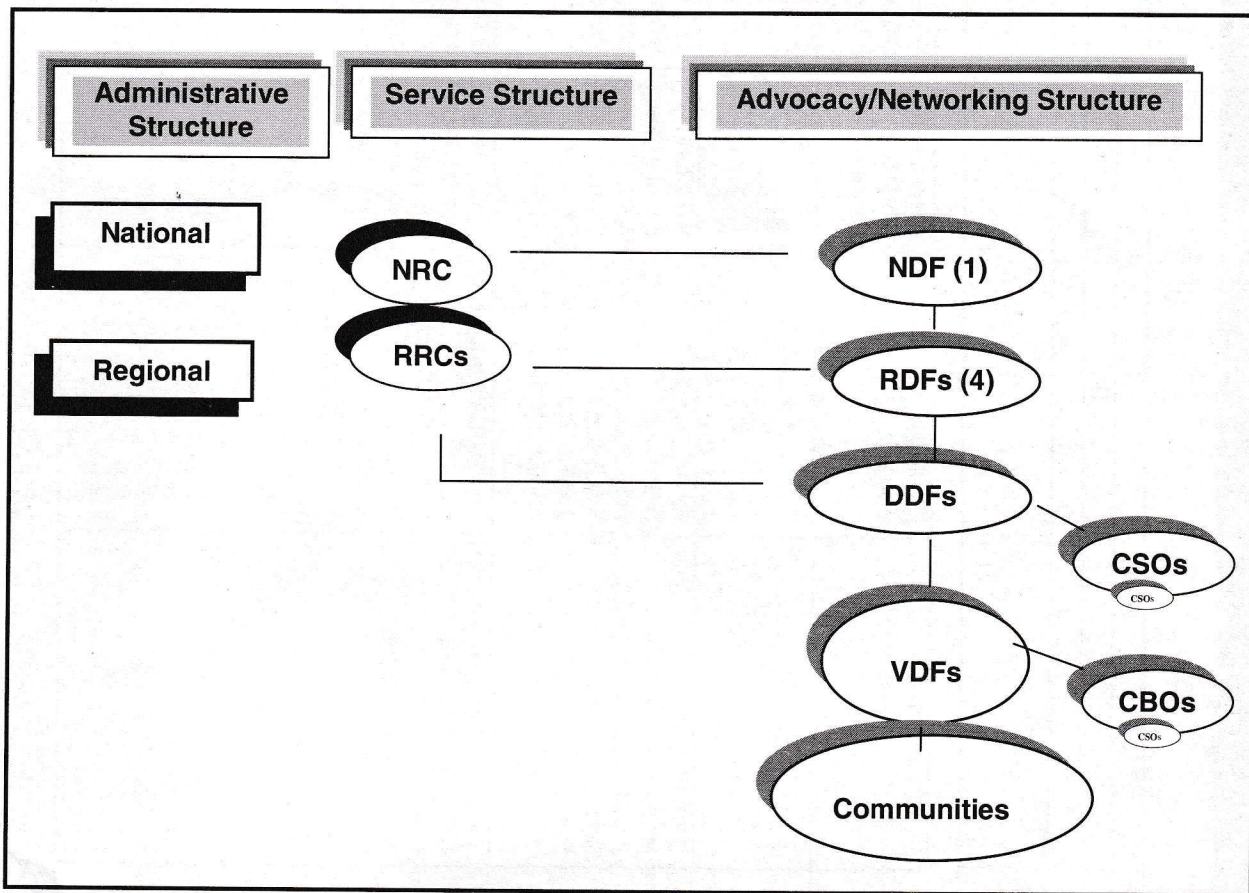 Administrative
Structure
Service Structure
Advocacy/Networking Structure
National
NRC
NDF (1)
Regional
RRCs
RDFs (4)
DDFs
CSOs
CSOs
VDFs
CBOs
CSOs
Communities